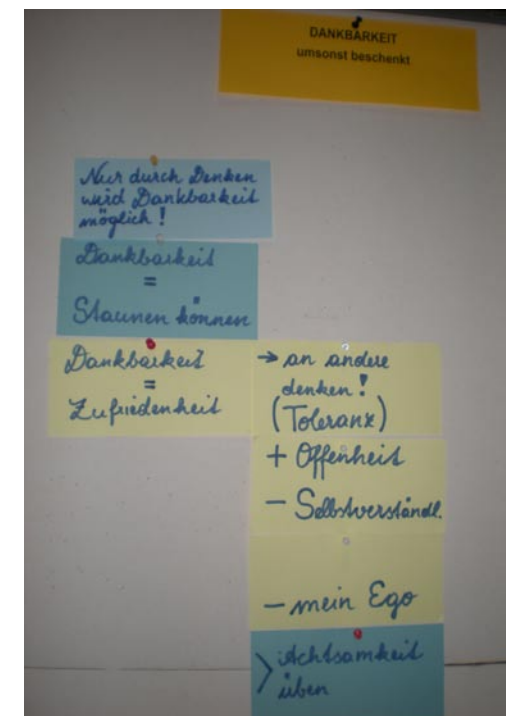 DANKBARKEIT
umsonst beschenkt
Nur durch Denken
wird Dankbarkeit
möglich!
Dankbarkeit
=
Staunen können
Dankbarkeit
=
Zufriedenheit
→ an andere
denken!
(Toleranz)
+ Offenheit
- Selbstverständl.
- mein Ego
> Achtsamkeit
üben